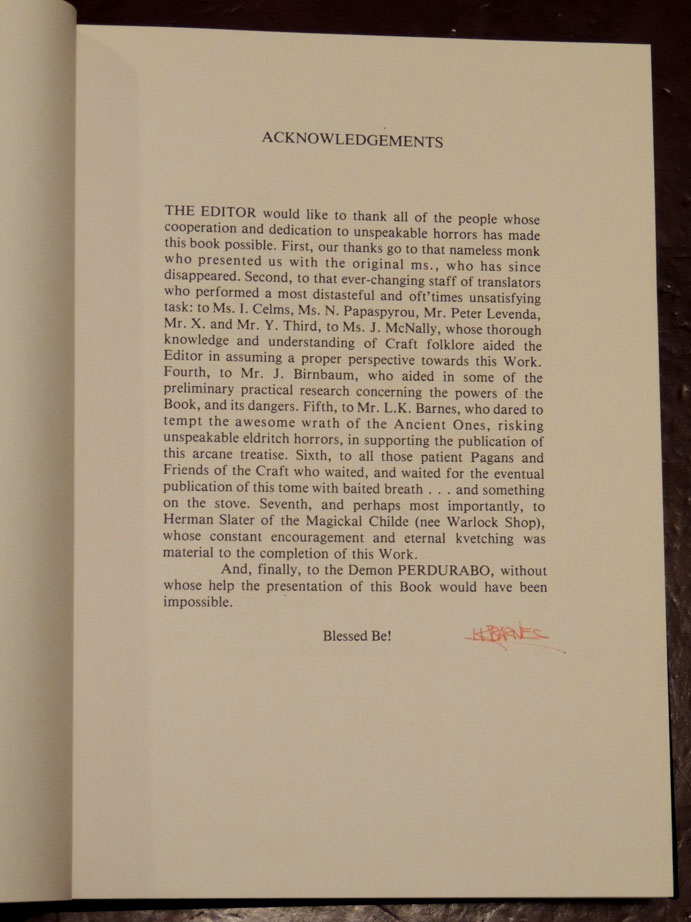 ACKNOWLEDGEMENTS
THE EDITOR would like to thank all of the people whose
cooperation and dedication to unspeakable horrors has made
this book possible. First, our thanks go to that nameless monk
who presented us with the original ms., who has since
disappeared. Second, to that ever-changing staff of translators
who performed a most distasteful and oft'times unsatisfying
task: to Ms. I. Celms, Ms. N. Papaspyrou, Mr. Peter Levenda,
Mr. X. and Mr. Y. Third, to Ms. J. McNally, whose thorough
knowledge and understanding of Craft folklore aided the
Editor in assuming a proper perspective towards this Work.
Fourth, to Mr. J. Birnbaum, who aided in some of the
preliminary practical research concerning the powers of the
Book, and its dangers. Fifth, to Mr. L.K. Barnes, who dared to
tempt the awesome wrath of the Ancient Ones, risking
unspeakable eldritch horrors, in supporting the publication of
this arcane treatise. Sixth, to all those patient Pagans and
Friends of the Craft who waited, and waited for the eventual
publication of this tome with baited breath . . . and something
on the stove. Seventh, and perhaps most importantly, to
Herman Slater of the Magickal Childe (nee Warlock Shop),
whose constant encouragement and eternal kvetching was
material to the completion of this Work.
And, finally, to the Demon PERDURABO, without
whose help the presentation of this Book would have been
impossible.
Blessed Be! LKBARNES